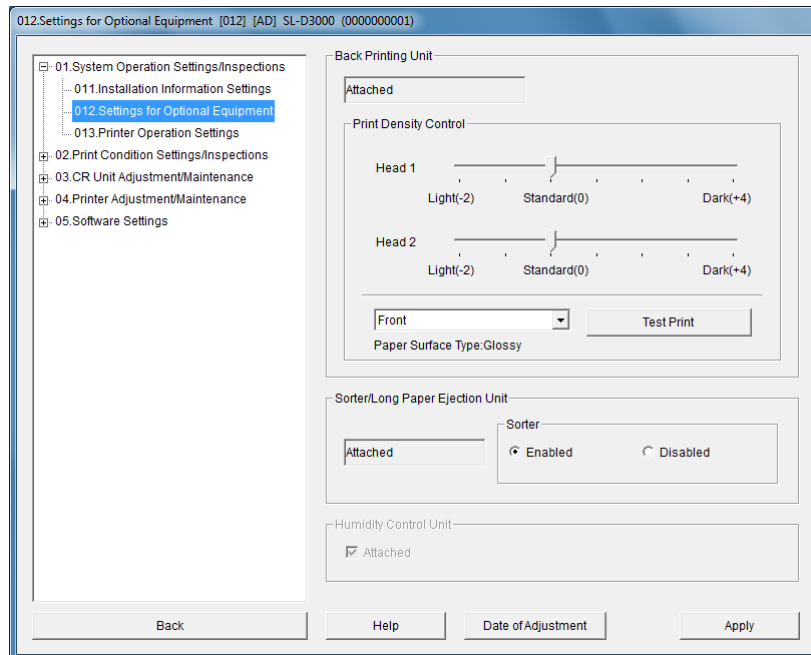 012.Settings for Optional Equipment [012] [AD] SL-D3000 (0000000001)
01.System Operation Settings/Inspections
011.Installation Information Settings
012.Settings for Optional Equipment
013.Printer Operation Settings
02.Print Condition Settings/Inspections
03.CR Unit Adjustment/Maintenance
04.Printer Adjustment/Maintenance
05.Software Settings
Back Printing Unit
Attached
Print Density Control
Head 1
Light(-2) Standard(0) Dark(+4)
Head 2
Light(-2) Standard(0) Dark(+4)
Front Test Print
Paper Surface Type:Glossy
Sorter/Long Paper Ejection Unit
Sorter
Attached Enabled Disabled
Humidity Control Unit
Attached
Back Help Date of Adjustment Apply